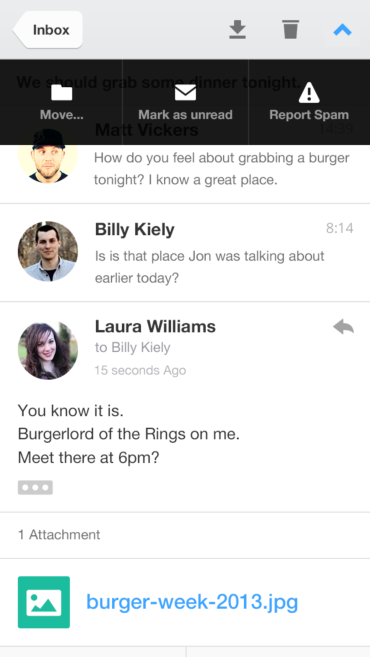 Inbox
We should grab some dinner tonight.
Move...
Mark as unread
Report Spam
Matt Vickers
14:39
How do you feel about grabbing a burger
tonight? I know a great place.
Billy Kiely
8:14
Is is that place Jon was talking about
earlier today?
Laura Williams
to Billy Kiely
15 seconds Ago
You know it is.
Burgerlord of the Rings on me.
Meet there at 6pm?
1 Attachment
burger-week-2013.jpg